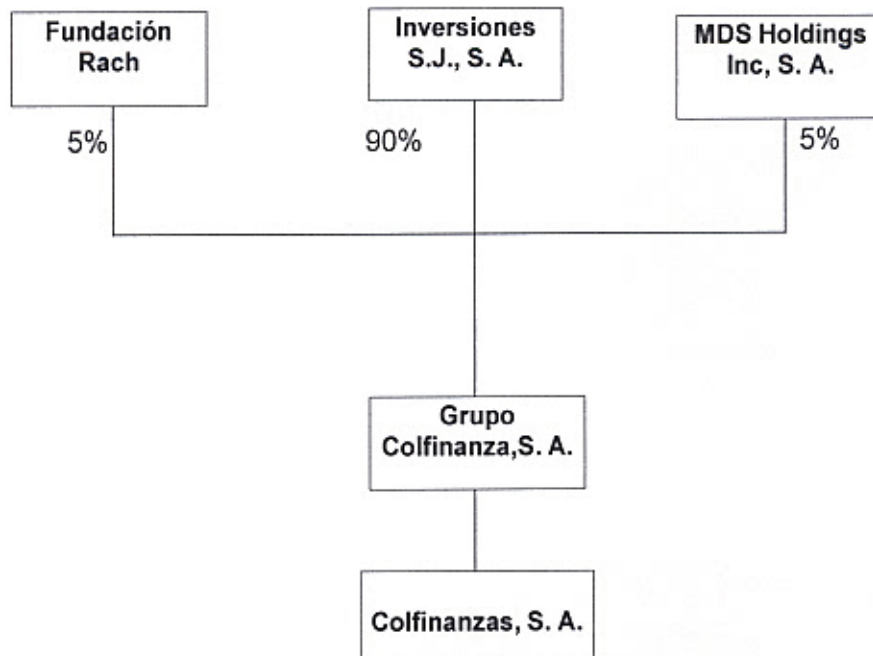 Fundación
Rach
Inversiones
S.J., S. A.
MDS Holdings
Inc, S. A.
5%
90%
5%
Grupo
Colfinanza,S. A.
Colfinanzas, S. A.